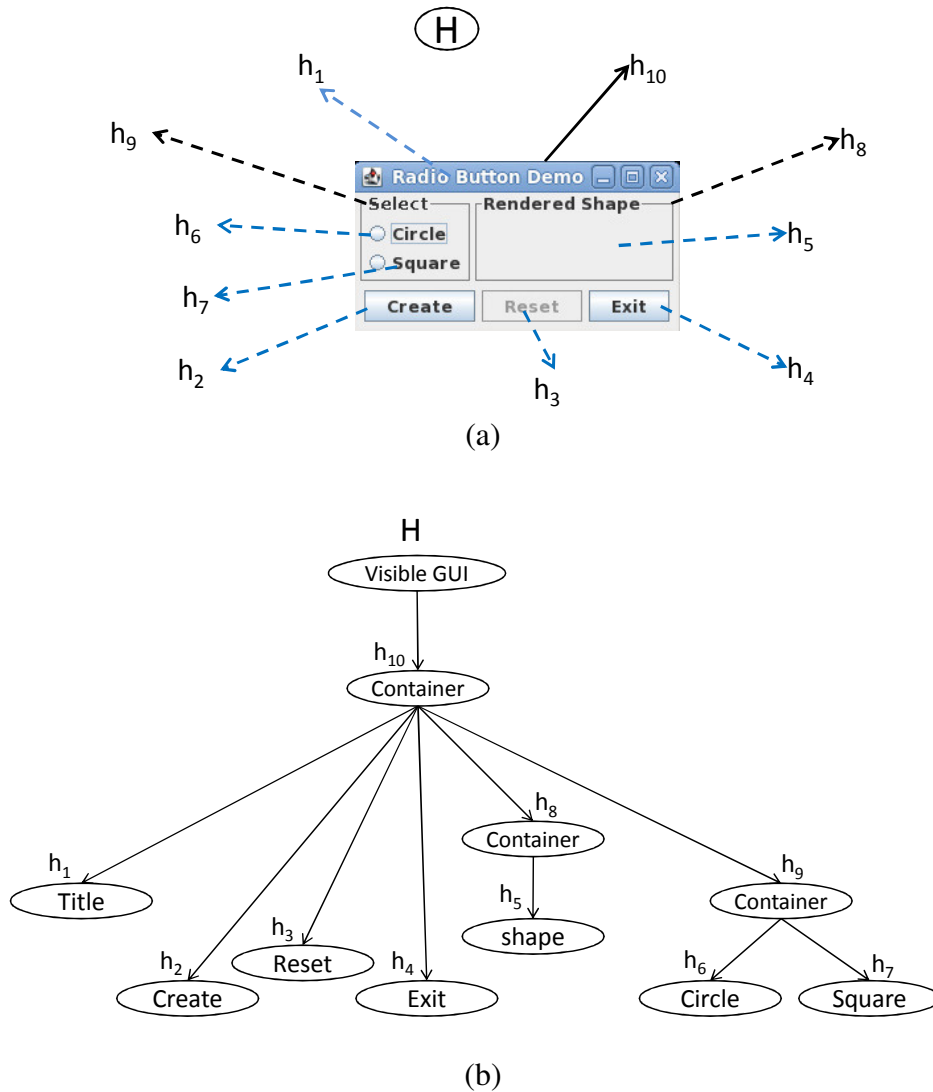 H
h1
h10
h9
h8
Radio Button Demo
Select
Rendered Shape
h6
Circle
h5
Square
h7
Create
Reset
Exit
h2
h3
h4
(a)
H
Visible GUI
h10
Container
h8
Container
h1
h9
Title
Container
h5
shape
h3
Reset
h2
h4
h6
h7
Create
Exit
Circle
Square
(b)